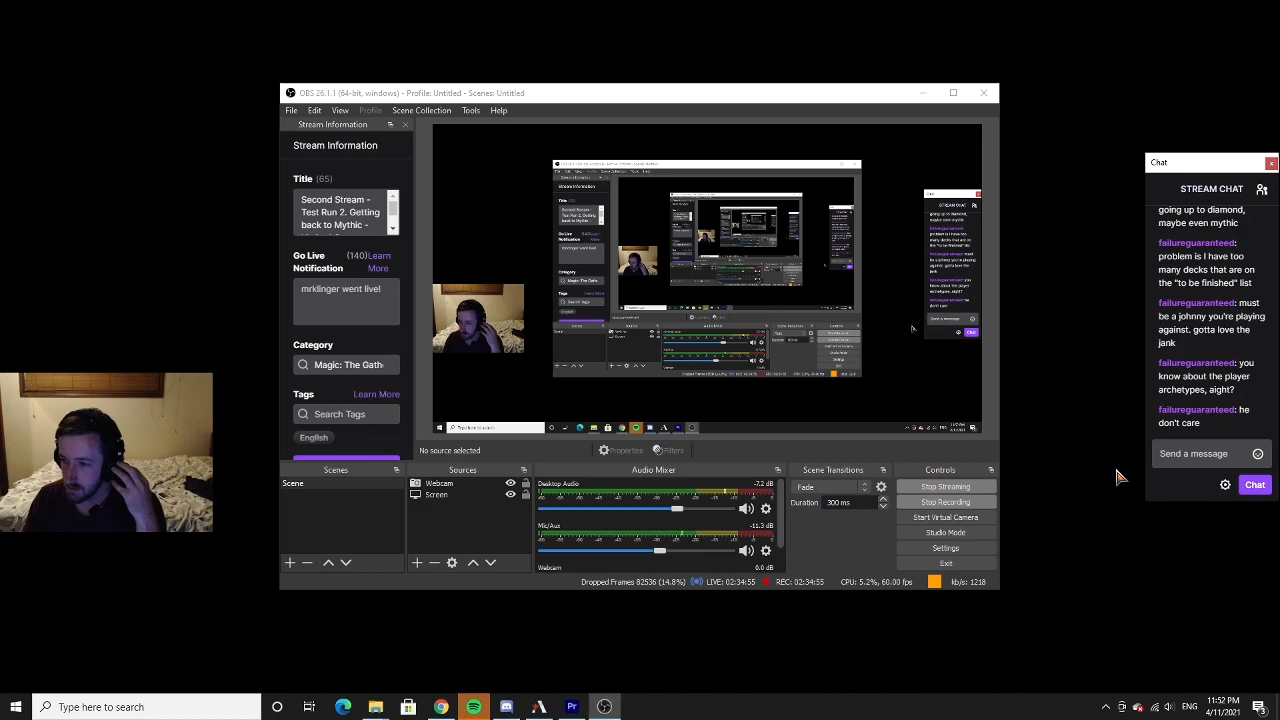 OBS 26.1.1 (64-bit, windows) - Profile: Untitled - Scenes: Untitled
File Edit View Profile Scene Collection Tools Help
Stream Information
Stream Information
Title (65)
Second Stream -
Test Run 2. Getting
back to Mythic -
Go Live (140) Learn
Notification More
mrklinger went live!
Category
Magic: The Gath
Tags Learn More
Search Tags
English
No source selected
Properties Filters
Scenes
Scene
Sources
Webcam
Screen
Audio Mixer
Desktop Audio -7.2 dB
Mic/Aux -11.3 dB
Webcam 0.0 dB
Scene Transitions
Fade
Duration 300 ms
Controls
Stop Streaming
Stop Recording
Start Virtual Camera
Studio Mode
Settings
Exit
Dropped Frames 82536 (14.8%) LIVE: 02:34:55 REC: 02:34:55 CPU: 5.2%, 60.00 fps kb/s: 1218
Chat
STREAM CHAT
going up to diamond,
maybe even mythic
failureguaranteed:
problem is I have too
many decks that are on
the "to be finished" list
failureguaranteed: must
be a johnny you're playing
against. gotta love the
jank
failureguaranteed: you
know about the player
archetypes, aight?
failureguaranteed: he
don't care
Send a message
Chat
Type here to search
ENG
11:52 PM
4/11/2021